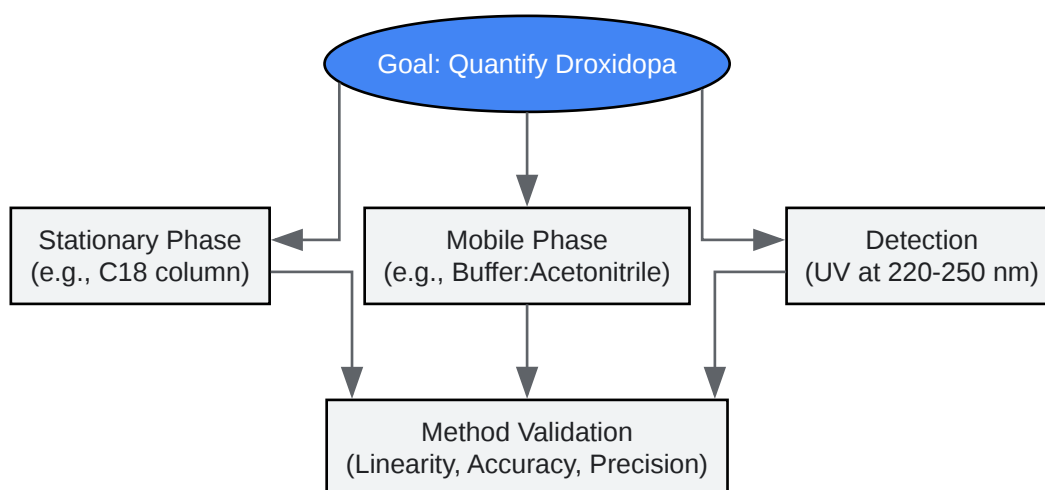 Goal: Quantify Droxidopa
Stationary Phase
(e.g., C18 column)
Mobile Phase
(e.g., Buffer:Acetonitrile)
Detection
(UV at 220-250 nm)
Method Validation
(Linearity, Accuracy, Precision)